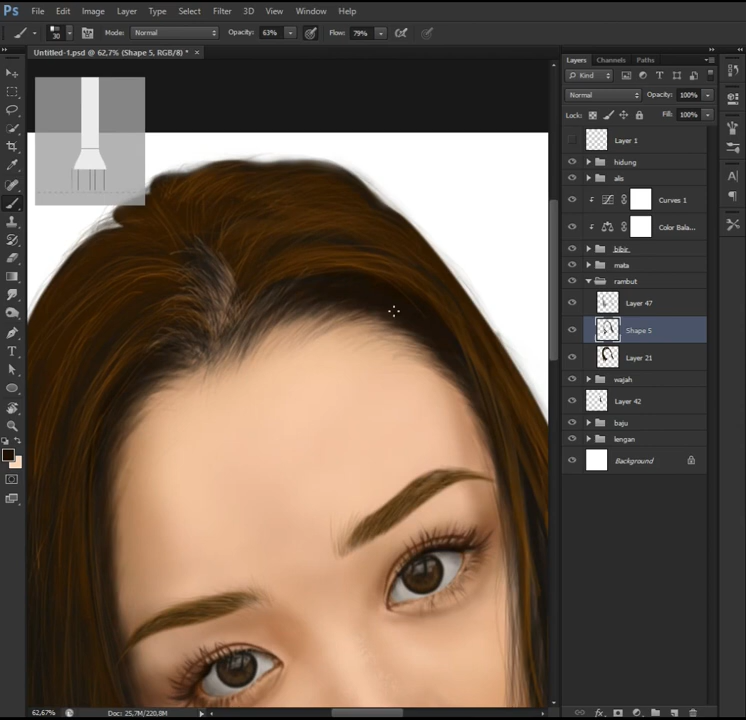 Ps File Edit Image Layer Type Select Filter 3D View Window Help
30 Mode: Normal Opacity: 63% Flow: 79%
Untitled-1.psd @ 62,7% (Shape 5, RGB/8) * ×
Layers Channels Paths
Kind
Normal Opacity: 100%
Lock: Fill: 100%
Layer 1
hidung
alis
Curves 1
Color Bala...
bibir
mata
rambut
Layer 47
Shape 5
Layer 21
wajah
Layer 42
baju
lengan
Background
62,67% Doc: 25,7M/220,8M